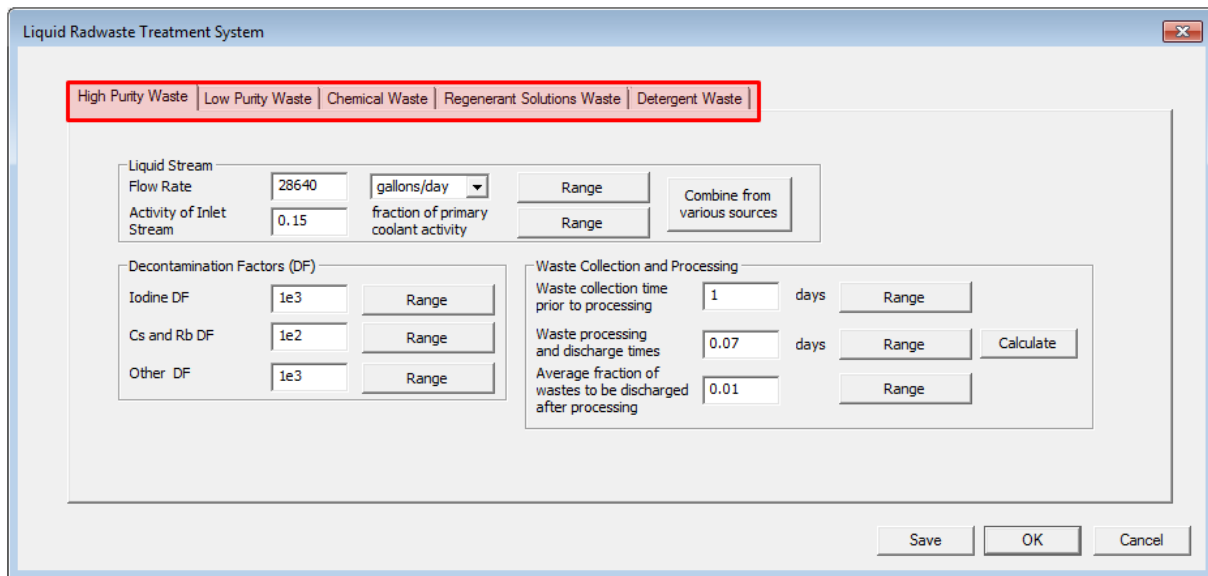 Liquid Radwaste Treatment System
High Purity Waste Low Purity Waste Chemical Waste Regenerant Solutions Waste Detergent Waste
Liquid Stream
Flow Rate 28640 gallons/day Range
Activity of Inlet
Stream 0.15 fraction of primary
coolant activity Range
Combine from
various sources
Decontamination Factors (DF)
Iodine DF 1e3 Range
Cs and Rb DF 1e2 Range
Other DF 1e3 Range
Waste Collection and Processing
Waste collection time
prior to processing 1 days Range
Waste processing
and discharge times 0.07 days Range Calculate
Average fraction of
wastes to be discharged
after processing 0.01 Range
Save OK Cancel